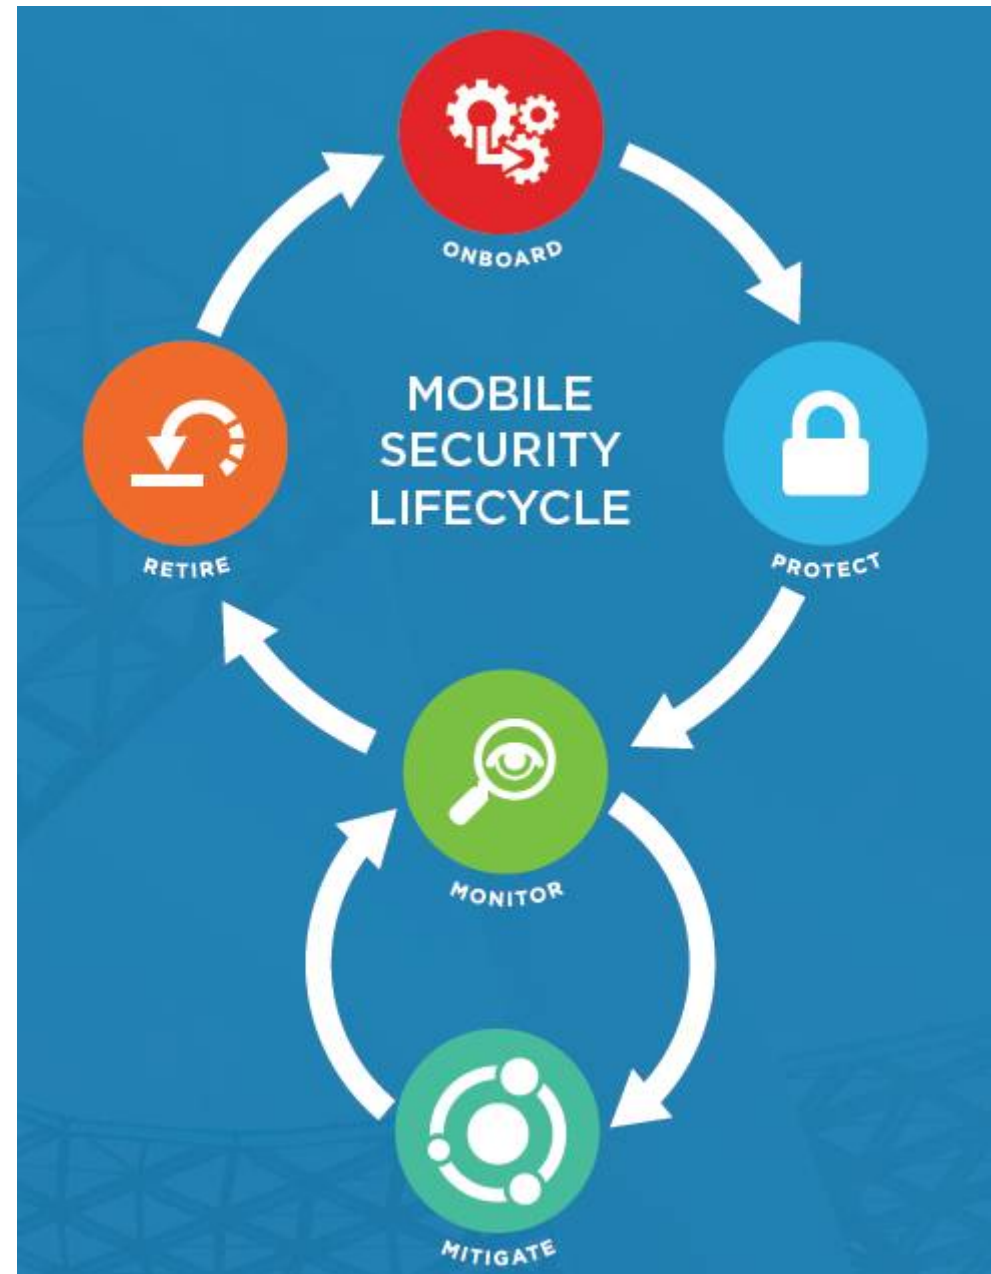 ONBOARD
MOBILE
SECURITY
LIFECYCLE
RETIRE
PROTECT
MONITOR
MITIGATE